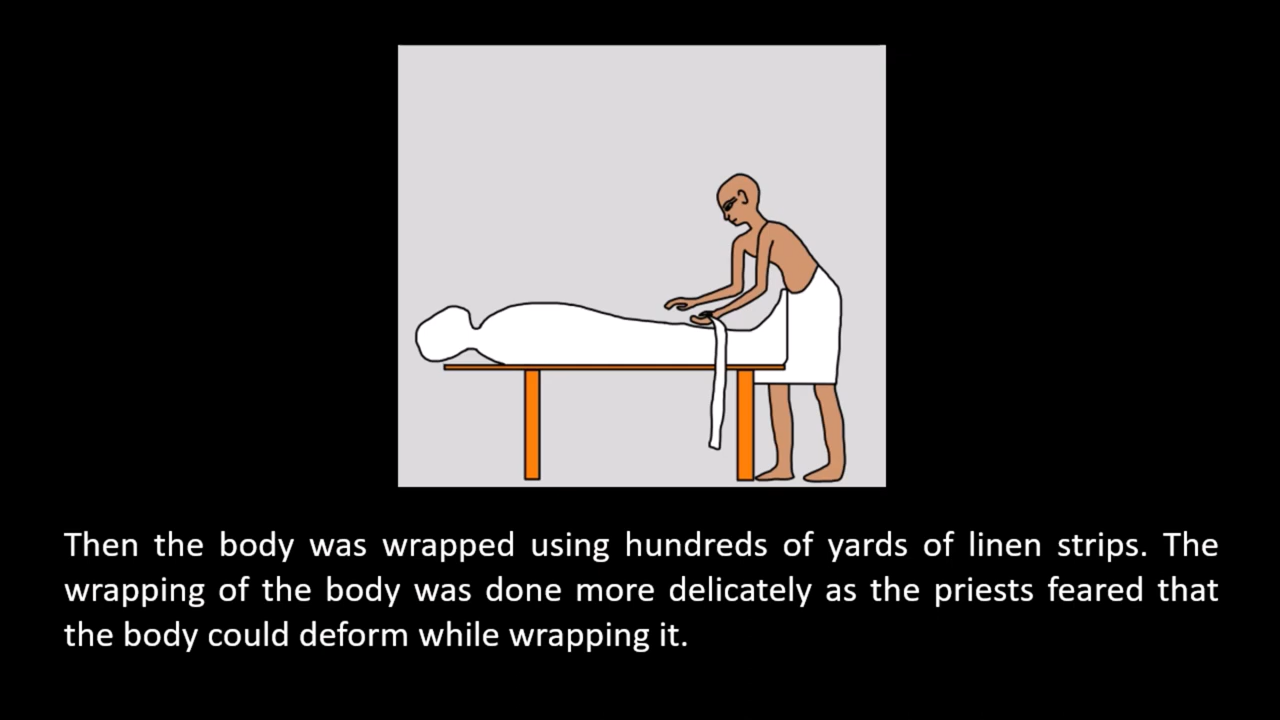 Then the body was wrapped using hundreds of yards of linen strips. The
wrapping of the body was done more delicately as the priests feared that
the body could deform while wrapping it.